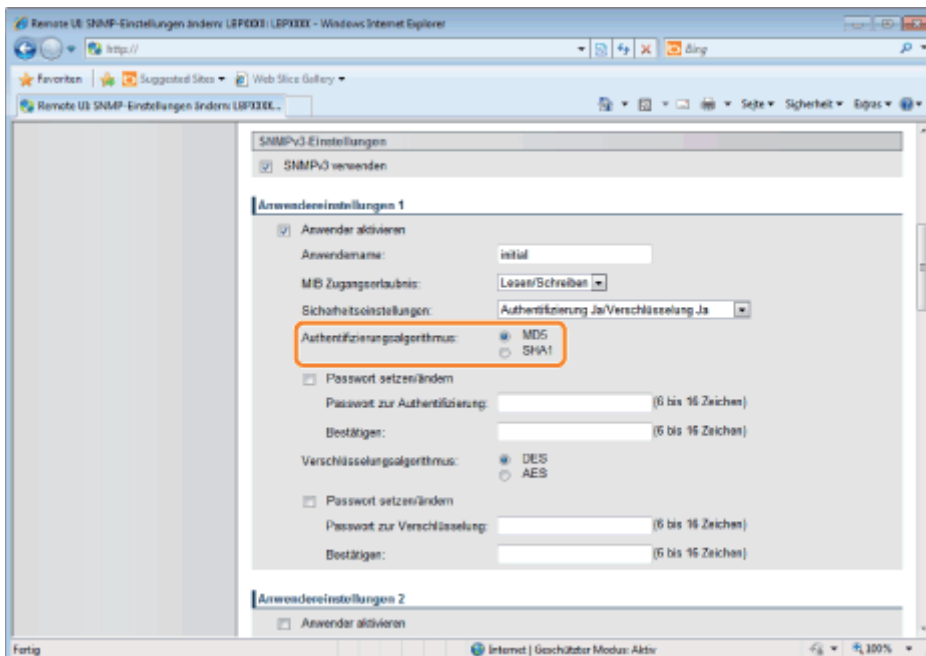 Remote UI: SNMP-Einstellungen ändern: LBPXXXX: LBPXXXX - Windows Internet Explorer
http://
Bing
Favoriten
Suggested Sites
Web Slice Gallery
Remote UI: SNMP-Einstellungen ändern: LBPXXXX...
Seite
Sicherheit
Extras
SNMPv3-Einstellungen
SNMPv3 verwenden
Anwendereinstellungen 1
Anwender aktivieren
Anwendername: initial
MIB Zugangserlaubnis: Lesen/Schreiben
Sicherheitseinstellungen: Authentifizierung Ja/Verschlüsselung Ja
Authentifizierungsalgorithmus: MD5
SHA1
Passwort setzen/ändern
Passwort zur Authentifizierung: (6 bis 16 Zeichen)
Bestätigen: (6 bis 16 Zeichen)
Verschlüsselungsalgorithmus: DES
AES
Passwort setzen/ändern
Passwort zur Verschlüsselung: (6 bis 16 Zeichen)
Bestätigen: (6 bis 16 Zeichen)
Anwendereinstellungen 2
Anwender aktivieren
Fertig
Internet | Geschützter Modus: Aktiv
100%